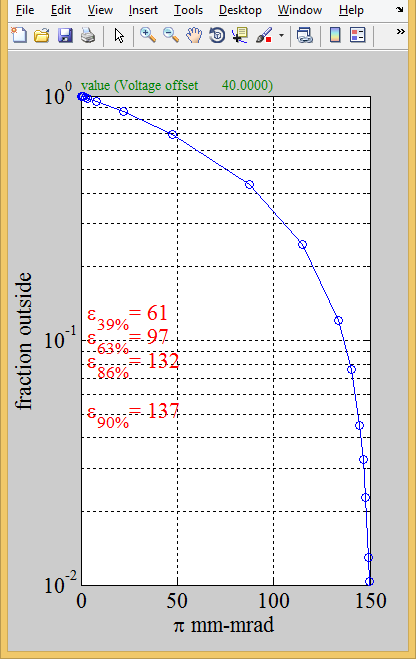 File Edit View Insert Tools Desktop Window Help
value (Voltage offset 40.0000)
10^0
ε39% = 61
10^-1
ε63% = 97
ε86% = 132
ε90% = 137
10^-2
fraction outside
0 50 100 150
π mm-mrad